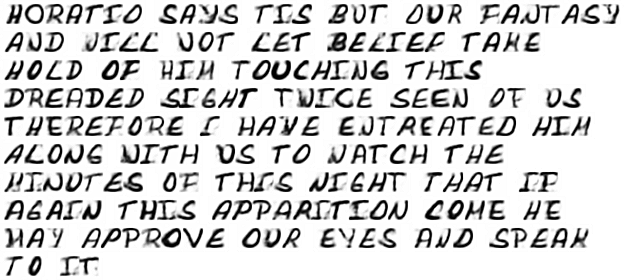 HORATIO SAYS TIS BUT OUR FANTASY
AND WILL NOT LET BELIEF TAKE
HOLD OF HIM TOUCHING THIS
DREADED SIGHT TWICE SEEN OF US
THEREFORE I HAVE ENTREATED HIM
ALONG WITH US TO WATCH THE
MINUTES OF THIS NIGHT THAT IF
AGAIN THIS APPARITION COME HE
MAY APPROVE OUR EYES AND SPEAK
TO IT